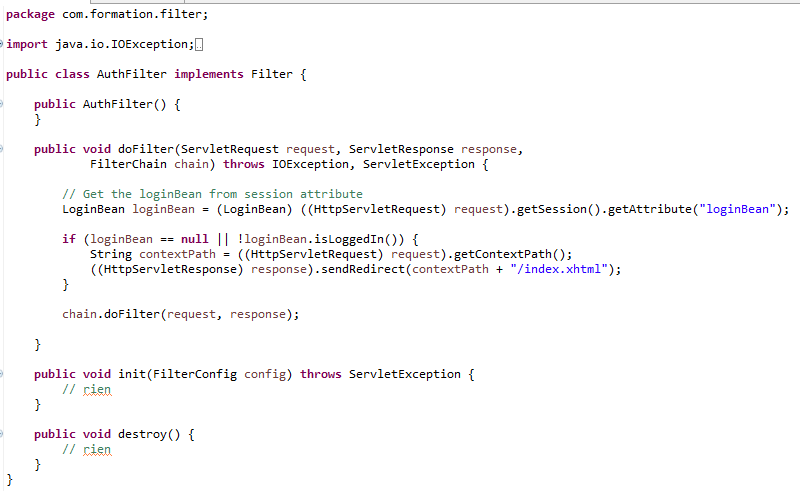 package com.formation.filter;
import java.io.IOException;
public class AuthFilter implements Filter {
public AuthFilter() {
}
public void doFilter(ServletRequest request, ServletResponse response,
FilterChain chain) throws IOException, ServletException {
// Get the loginBean from session attribute
LoginBean loginBean = (LoginBean) ((HttpServletRequest) request).getSession().getAttribute("loginBean");
if (loginBean == null || !loginBean.isLoggedIn()) {
String contextPath = ((HttpServletRequest) request).getContextPath();
((HttpServletResponse) response).sendRedirect(contextPath + "/index.xhtml");
}
chain.doFilter(request, response);
}
public void init(FilterConfig config) throws ServletException {
// rien
}
public void destroy() {
// rien
}
}